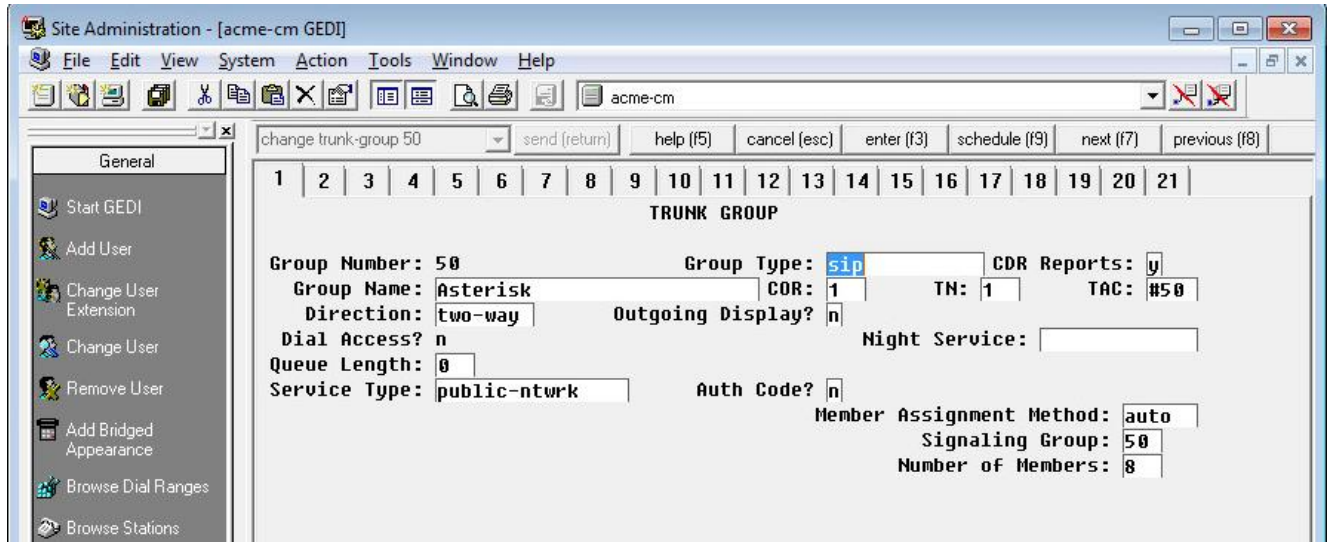 Site Administration - [acme-cm GEDI]
File Edit View System Action Tools Window Help
acme-cm
change trunk-group 50 send (return) help (f5) cancel (esc) enter (f3) schedule (f9) next (f7) previous (f8)
General
Start GEDI
Add User
Change User
Extension
Change User
Remove User
Add Bridged
Appearance
Browse Dial Ranges
Browse Stations
1 2 3 4 5 6 7 8 9 10 11 12 13 14 15 16 17 18 19 20 21
TRUNK GROUP
Group Number: 50 Group Type: sip CDR Reports: y
Group Name: Asterisk COR: 1 TN: 1 TAC: #50
Direction: two-way Outgoing Display? n
Dial Access? n Night Service:
Queue Length: 0
Service Type: public-ntwrk Auth Code? n
Member Assignment Method: auto
Signaling Group: 50
Number of Members: 8